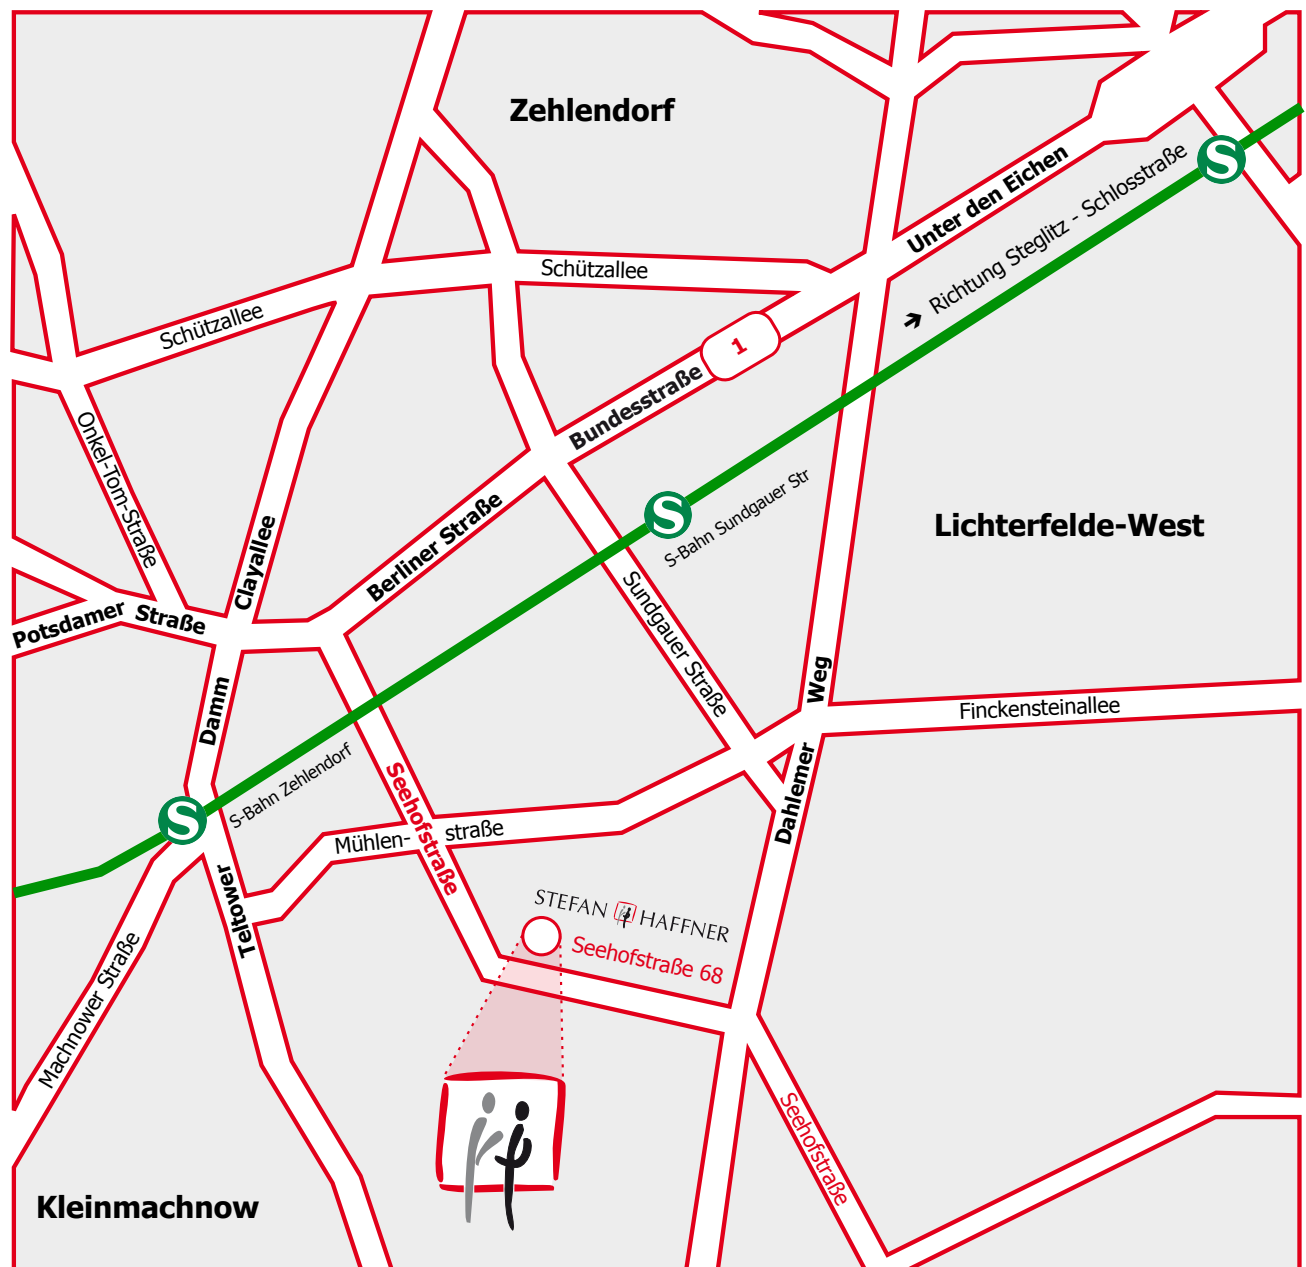 Zehlendorf
Unter den Eichen
S
➔ Richtung Steglitz - Schlosstraße
Schützallee
Schützallee
1
Bundesstraße
Onkel-Tom-Straße
S
S-Bahn Sundgauer Str
Lichterfelde-West
Berliner Straße
Clayallee
Potsdamer Straße
Sundgauer Straße
Damm
Weg
Finckensteinallee
S-Bahn Zehlendorf
S
Seehofstraße
Dahlemer
Mühlen- straße
Teltower
STEFAN HAFFNER
Seehofstraße 68
Machnower Straße
Seehofstraße
Kleinmachnow